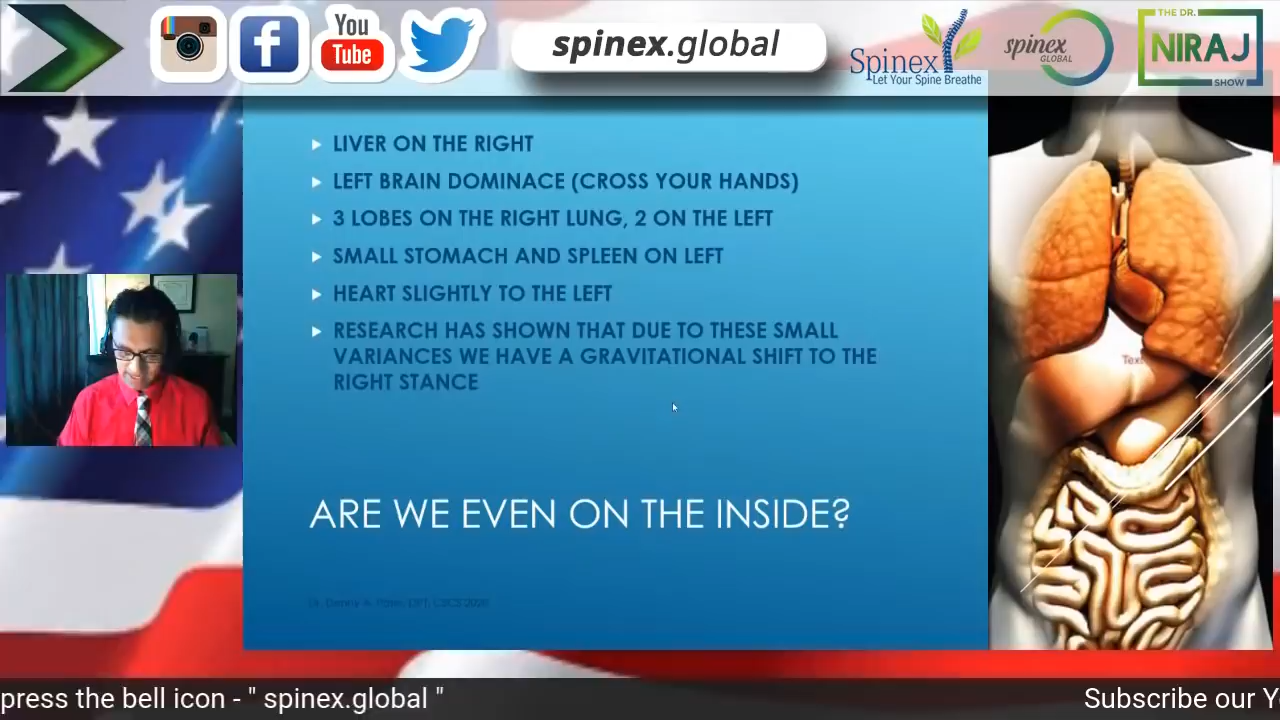 You
Tube
spinex.global
Spinex
Let Your Spine Breathe
spinex
GLOBAL
THE DR.
NIRAJ
SHOW
LIVER ON THE RIGHT
LEFT BRAIN DOMINACE (CROSS YOUR HANDS)
3 LOBES ON THE RIGHT LUNG, 2 ON THE LEFT
SMALL STOMACH AND SPLEEN ON LEFT
HEART SLIGHTLY TO THE LEFT
RESEARCH HAS SHOWN THAT DUE TO THESE SMALL
VARIANCES WE HAVE A GRAVITATIONAL SHIFT TO THE
RIGHT STANCE
Text
ARE WE EVEN ON THE INSIDE?
press the bell icon - " spinex.global "
Subscribe our Y